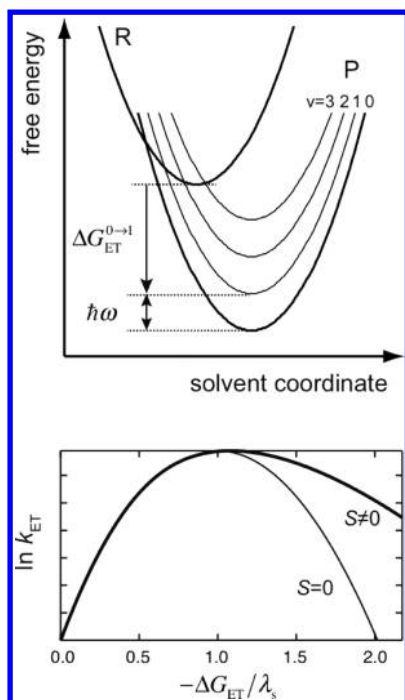 R
P
v=3 2 1 0
free energy
ΔG_ET^{0→1}
ħω
solvent coordinate
ln k_ET
S≠0
S=0
0.0 0.5 1.0 1.5 2.0
−ΔG_ET/λ_s